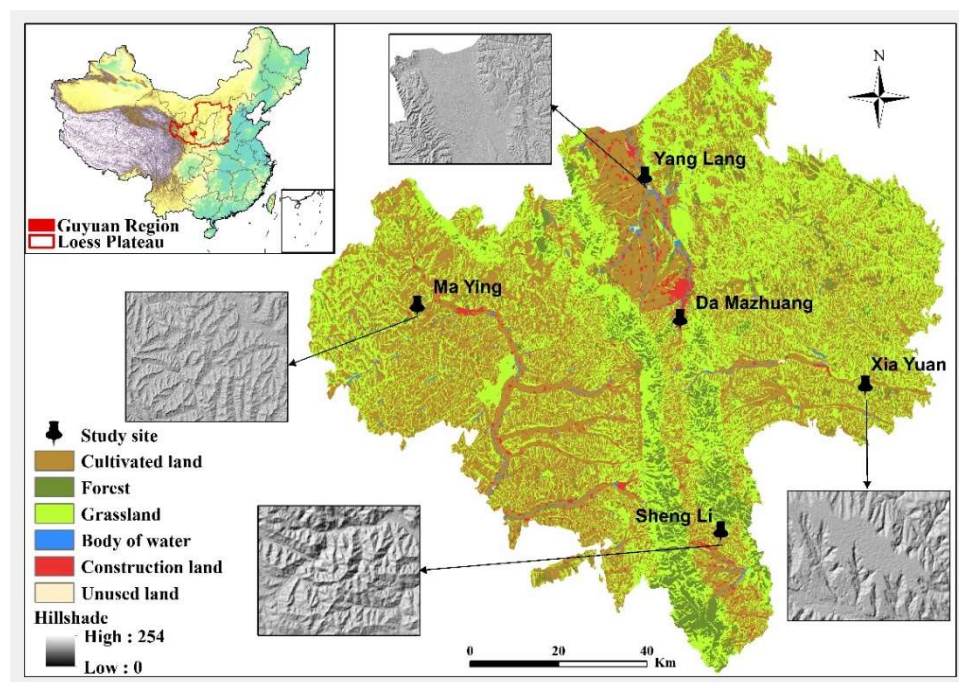 Guyuan Region
Loess Plateau
N
Yang Lang
Ma Ying
Da Mazhuang
Xia Yuan
Sheng Li
Study site
Cultivated land
Forest
Grassland
Body of water
Construction land
Unused land
Hillshade
High : 254
Low : 0
0 20 40
Km